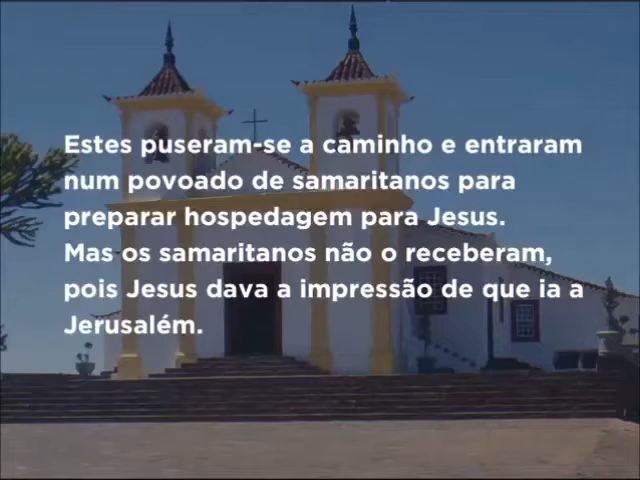 Estes puseram-se a caminho e entraram
num povoado de samaritanos para
preparar hospedagem para Jesus.
Mas os samaritanos não o receberam,
pois Jesus dava a impressão de que ia a
Jerusalém.